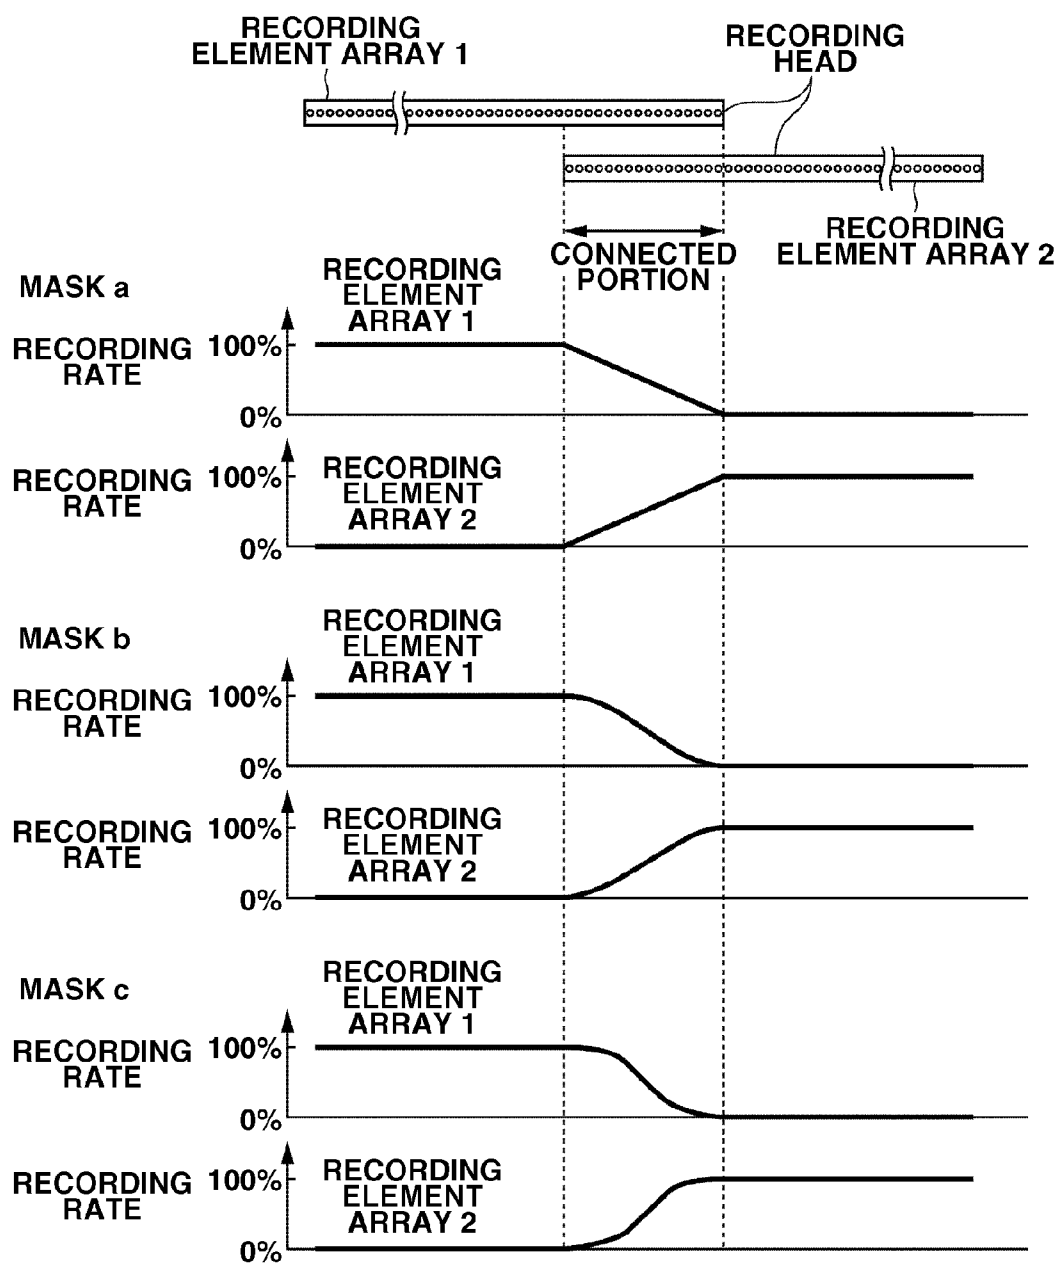 RECORDING
ELEMENT ARRAY 1
RECORDING
HEAD
RECORDING
ELEMENT ARRAY 2
CONNECTED
PORTION
MASK a
RECORDING
ELEMENT
ARRAY 1
RECORDING
RATE
100%
0%
RECORDING
ELEMENT
ARRAY 2
RECORDING
RATE
100%
0%
MASK b
RECORDING
ELEMENT
ARRAY 1
RECORDING
RATE
100%
0%
RECORDING
ELEMENT
ARRAY 2
RECORDING
RATE
100%
0%
MASK c
RECORDING
ELEMENT
ARRAY 1
RECORDING
RATE
100%
0%
RECORDING
ELEMENT
ARRAY 2
RECORDING
RATE
100%
0%